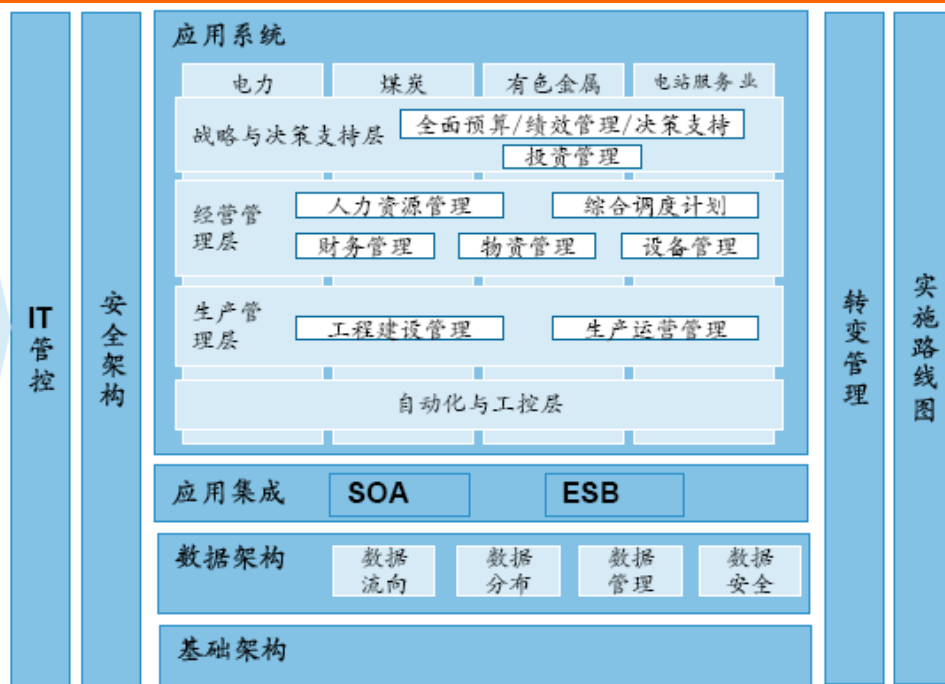 IT
管
控
安
全
架
构
应用系统
电力
煤炭
有色金属
电站服务业
战略与决策支持层
全面预算/绩效管理/决策支持
投资管理
经营管
理层
人力资源管理
综合调度计划
财务管理
物资管理
设备管理
生产管
理层
工程建设管理
生产运营管理
自动化与工控层
应用集成
SOA
ESB
数据架构
数据
流向
数据
分布
数据
管理
数据
安全
基础架构
转
变
管
理
实
施
路
线
图